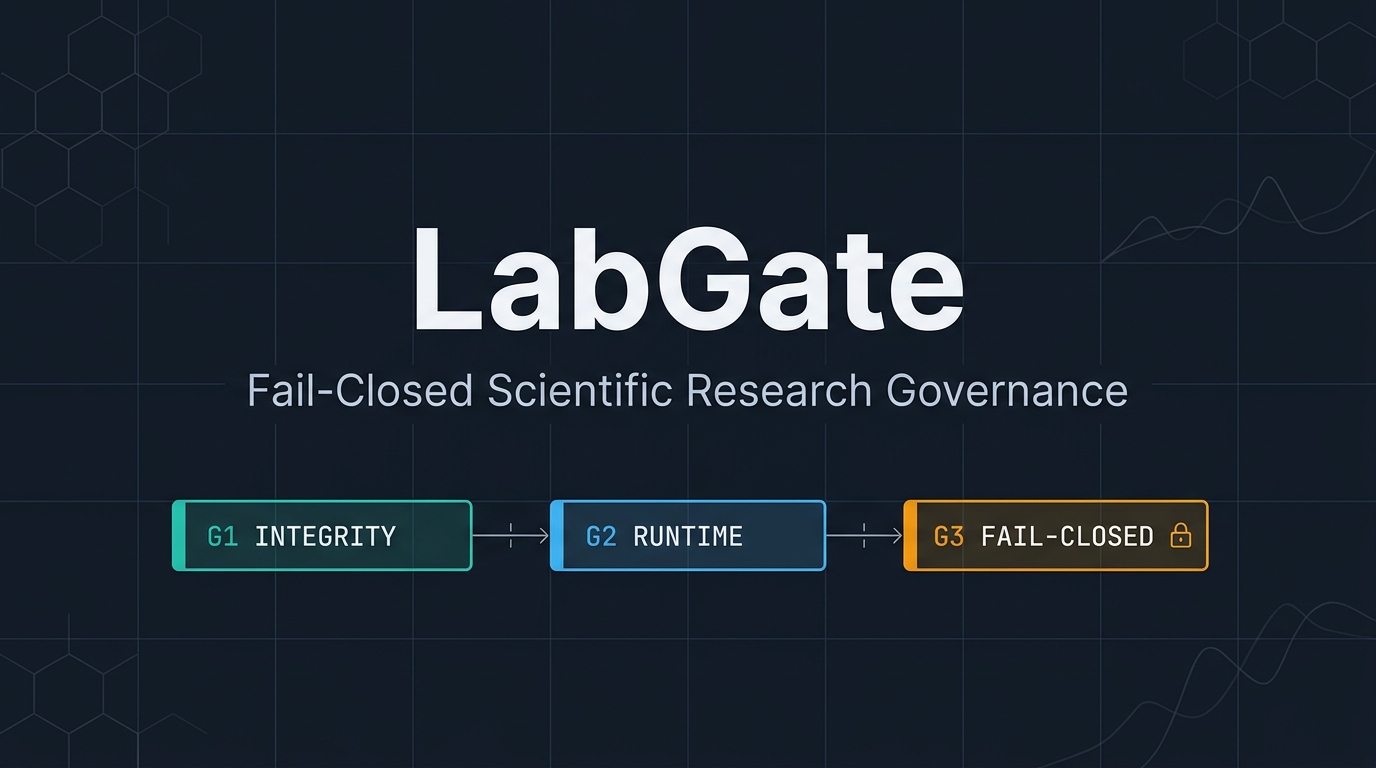 LabGate
Fail-Closed Scientific Research Governance
G1 INTEGRITY
G2 RUNTIME
G3 FAIL-CLOSED